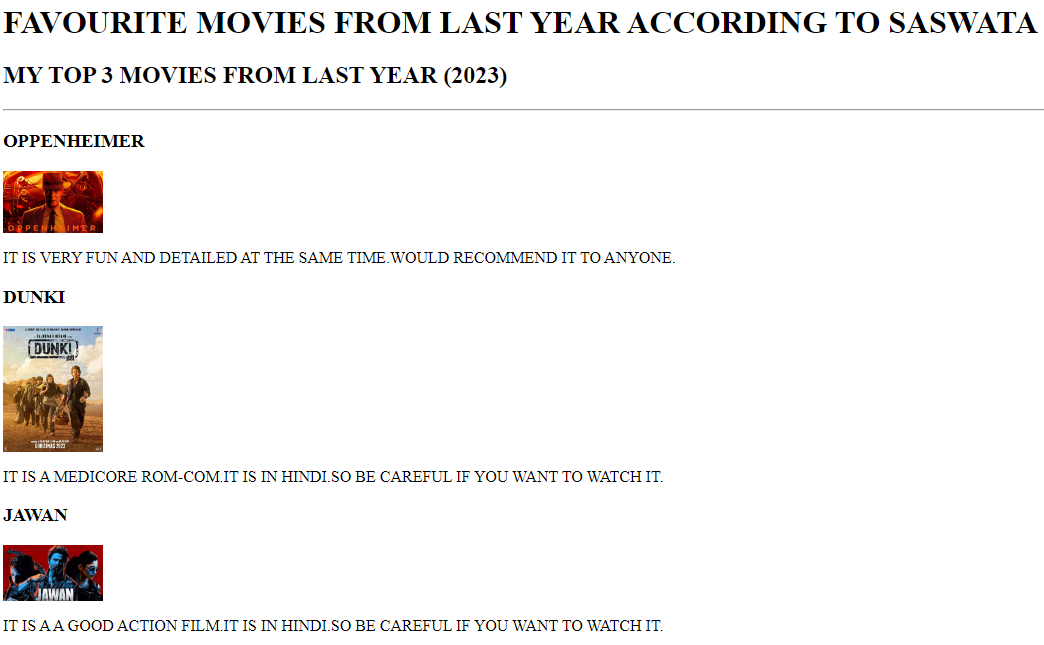 FAVOURITE MOVIES FROM LAST YEAR ACCORDING TO SASWATA
MY TOP 3 MOVIES FROM LAST YEAR (2023)
OPPENHEIMER
OPPENHEIMER
IT IS VERY FUN AND DETAILED AT THE SAME TIME.WOULD RECOMMEND IT TO ANYONE.
DUNKI
DUNKI
CHRISTMAS 2023
IT IS A MEDICORE ROM-COM.IT IS IN HINDI.SO BE CAREFUL IF YOU WANT TO WATCH IT.
JAWAN
JAWAN
IT IS A A GOOD ACTION FILM.IT IS IN HINDI.SO BE CAREFUL IF YOU WANT TO WATCH IT.